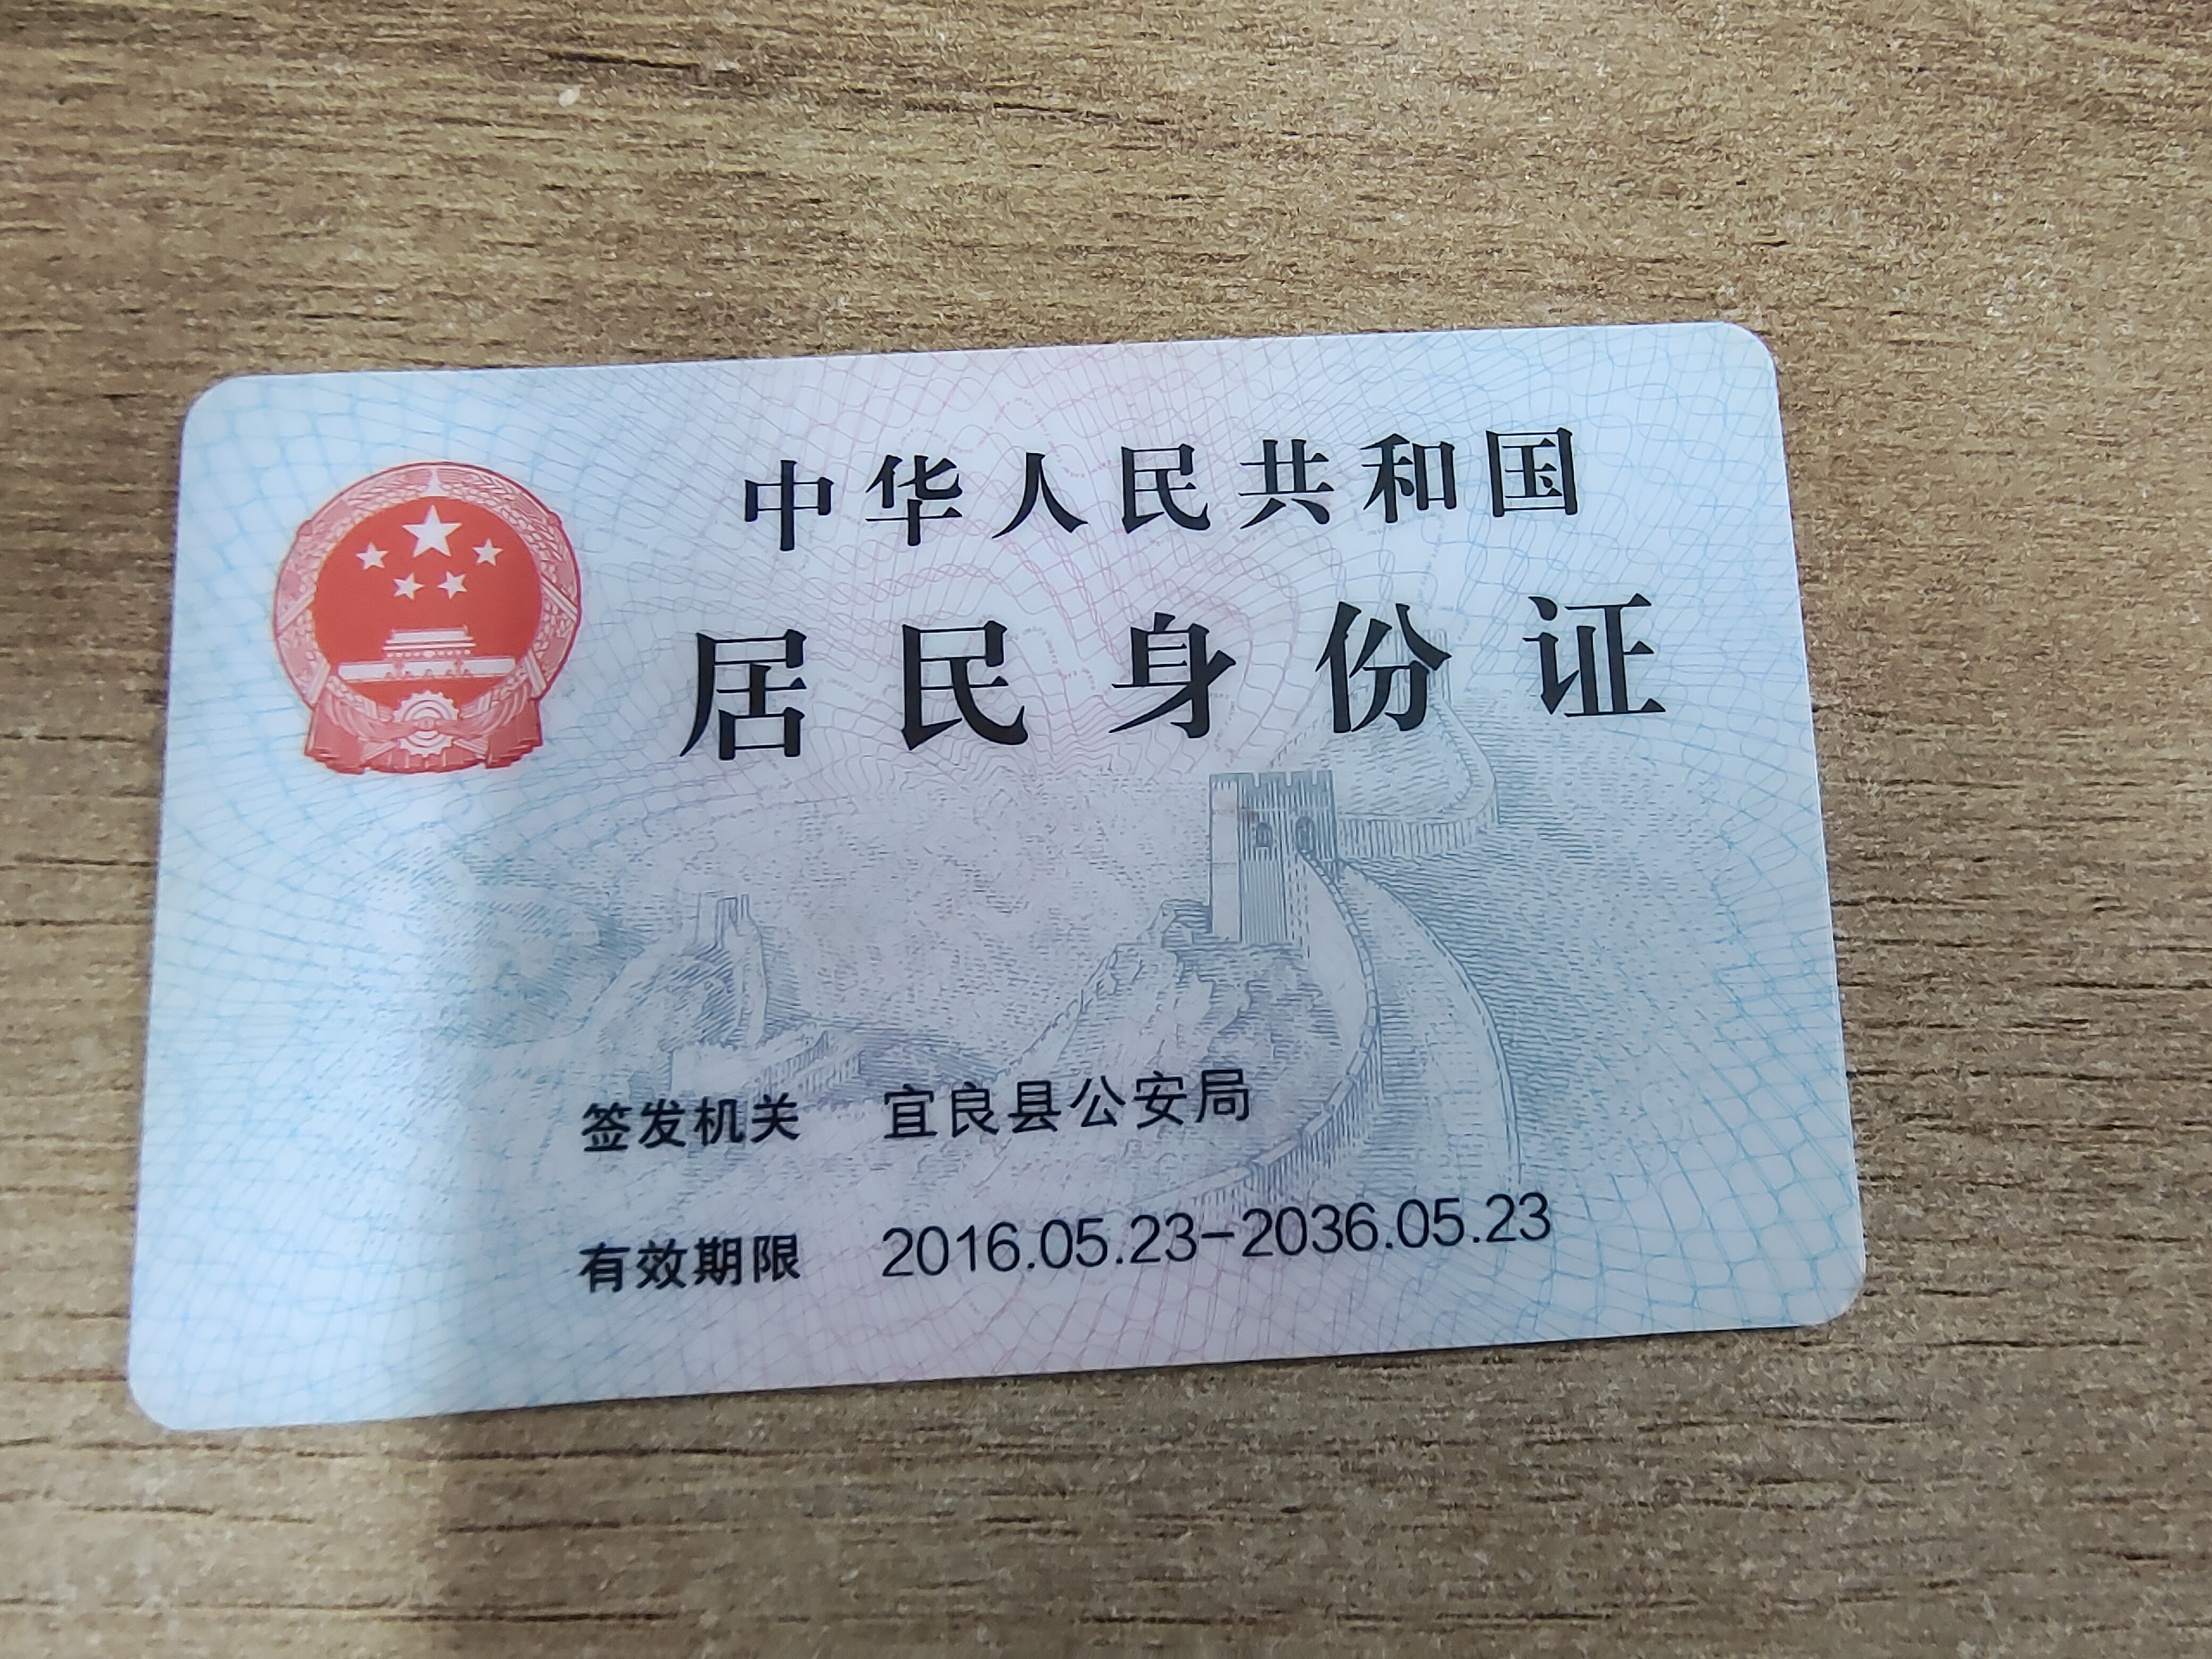 中华人民共和国
居民身份证
签发机关 宜良县公安局
有效期限 2016.05.23-2036.05.23